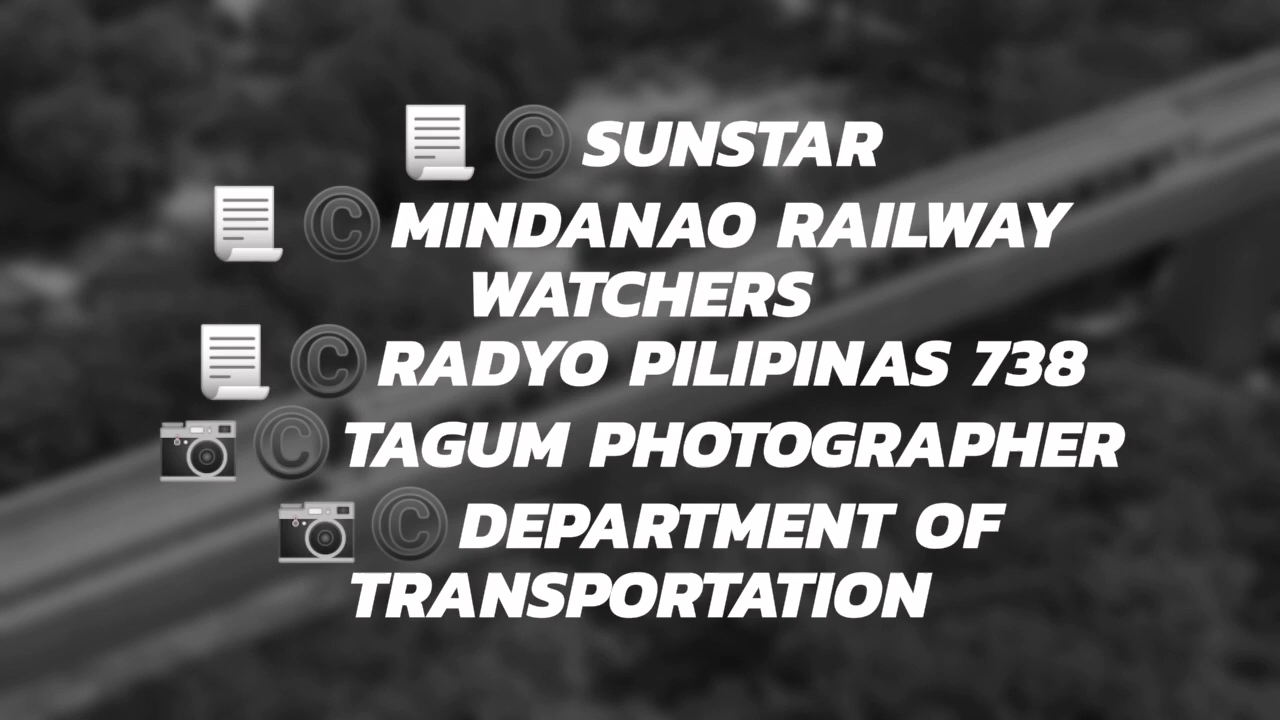 📃 © SUNSTAR
📃 © MINDANAO RAILWAY
WATCHERS
📃 © RADYO PILIPINAS 738
📷 © TAGUM PHOTOGRAPHER
📷 © DEPARTMENT OF
TRANSPORTATION